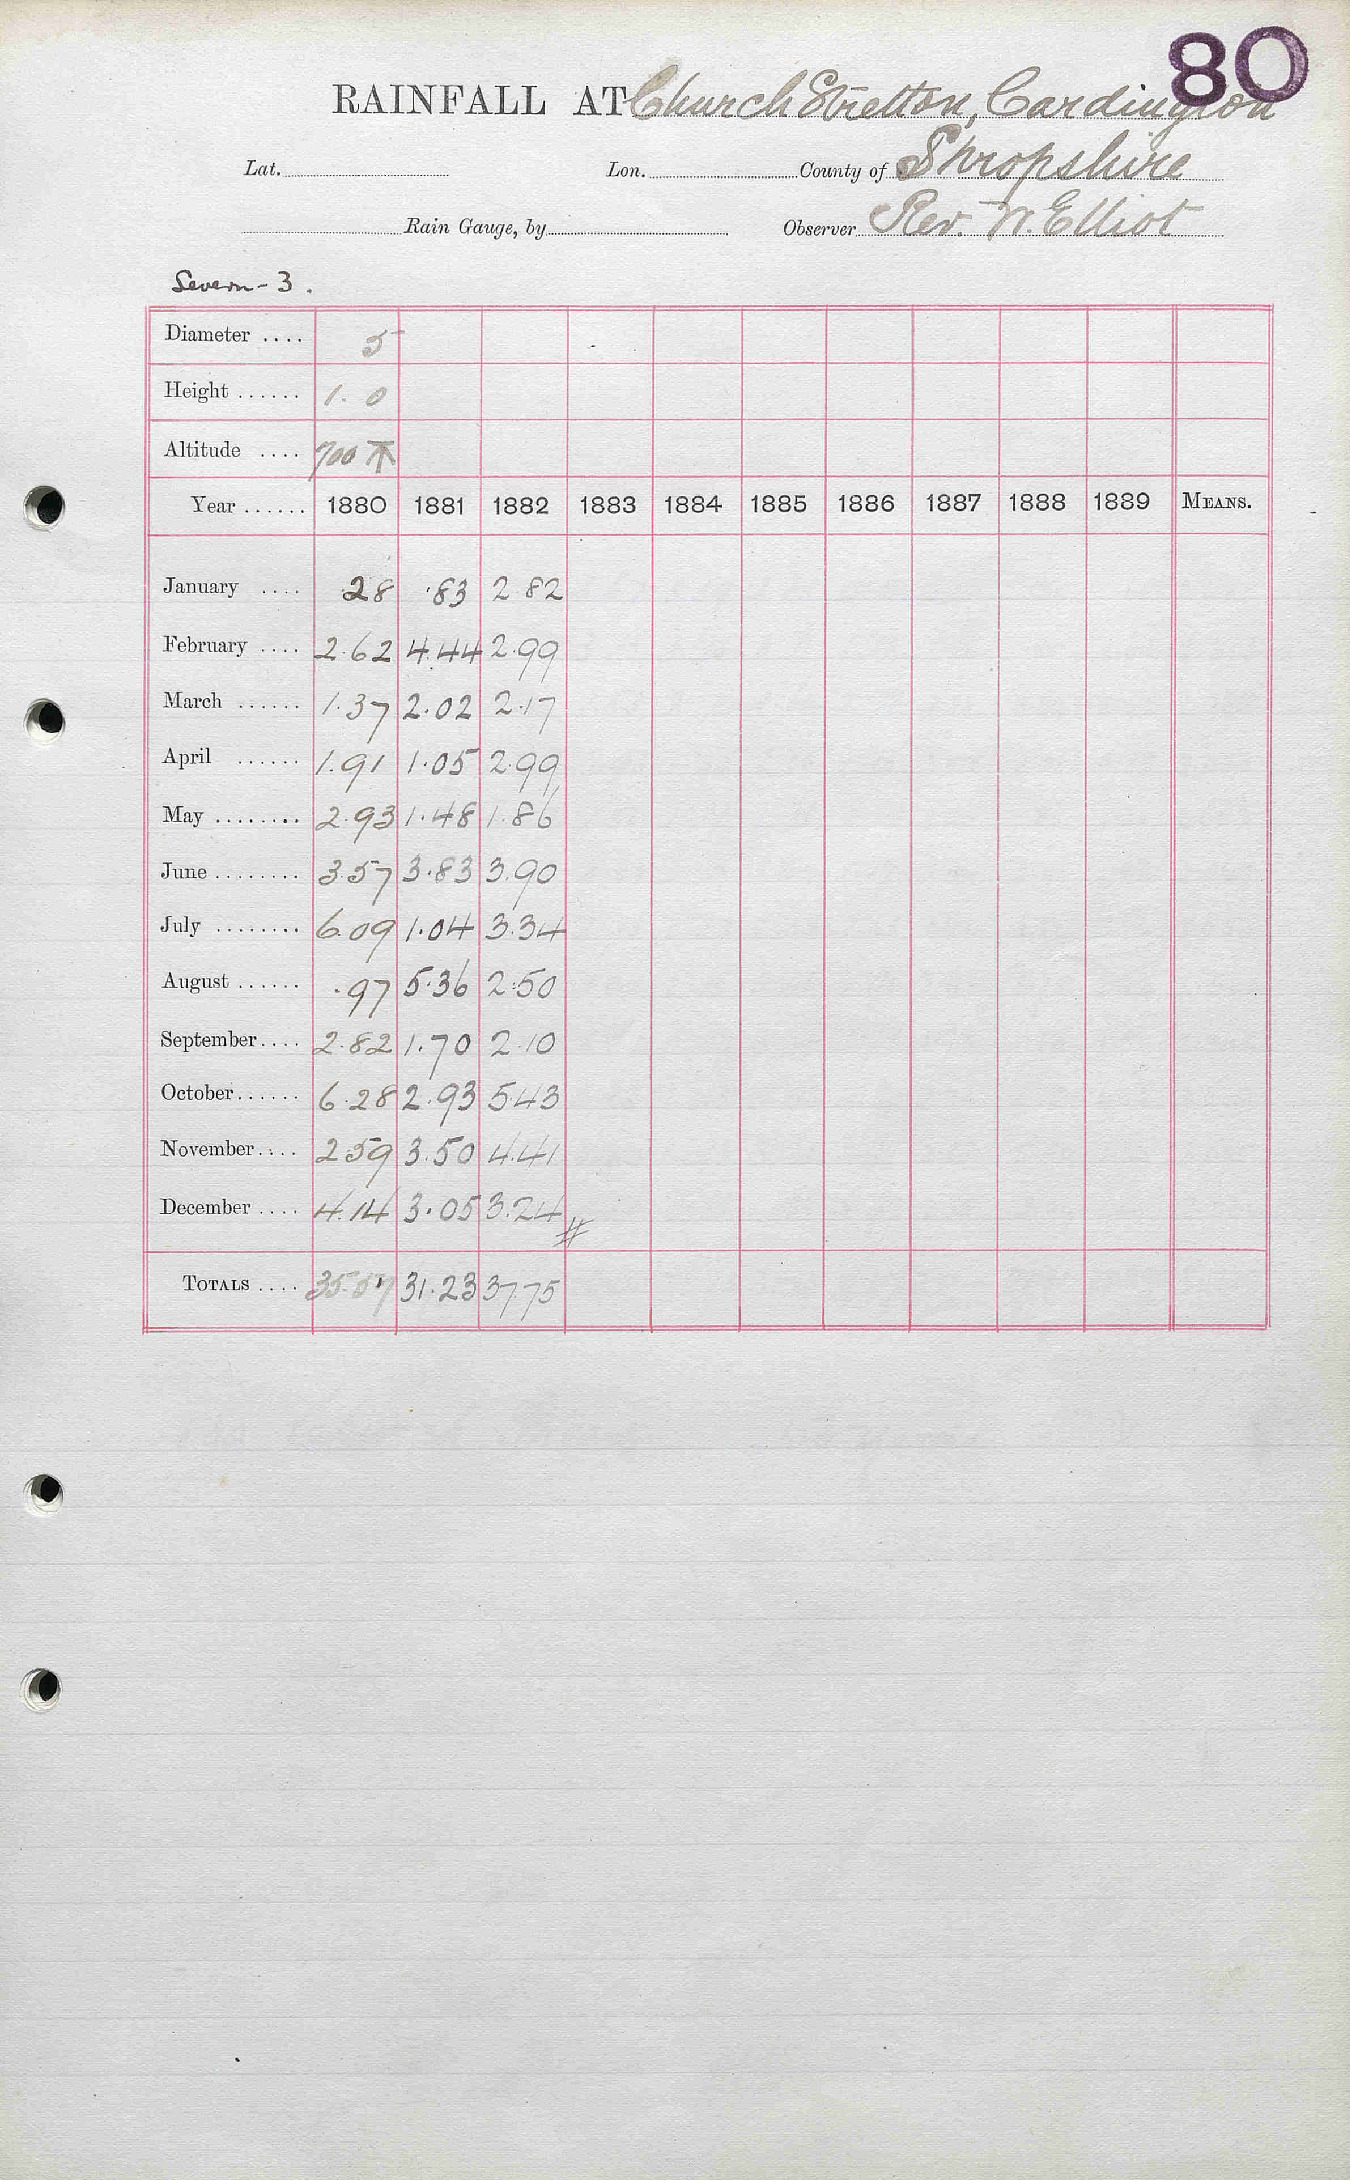 80
RAINFALL AT Church Stretton, Cardington
Lat. Lon. County of Shropshire
Rain Gauge, by Observer Rev. W. Elliot
Severn - 3.
Diameter .... 5
Height ...... 1. 0
Altitude .... 700
Year ...... 1880 1881 1882 1883 1884 1885 1886 1887 1888 1889 MEANS.
January .... .28 .83 2 82
February .... 2.62 4.44 2.99
March ...... 1.37 2.02 2.17
April ...... 1.91 1.05 2.99
May ........ 2.93 1.48 1.86
June ........ 3.57 3.83 3.90
July ........ 6.09 1.04 3.34
August ...... .97 5.36 2.50
September .... 2.82 1.70 2.10
October ...... 6.28 2.93 5.43
November .... 2.59 3.50 4.41
December .... 4.14 3.05 3.24 #
TOTALS .... 35.57 31.23 37.75